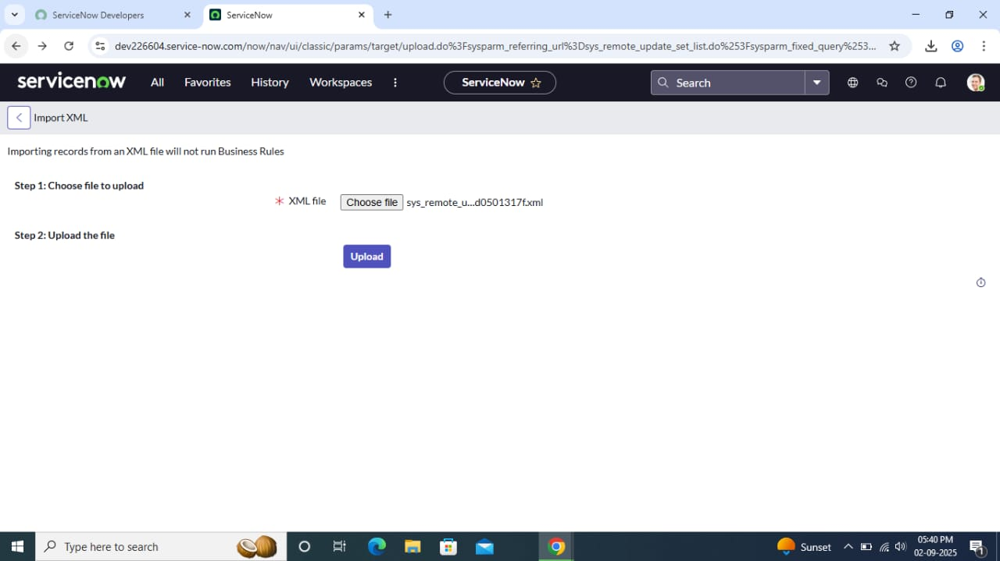 ServiceNow Developers
ServiceNow
dev226604.service-now.com/now/nav/ui/classic/params/target/upload.do%3Fsysparm_referring_url%3Dsys_remote_update_set_list.do%253Fsysparm_fixed_query%253...
servicenow All Favorites History Workspaces ServiceNow Search
Import XML
Importing records from an XML file will not run Business Rules
Step 1: Choose file to upload
XML file Choose file sys_remote_u...d0501317f.xml
Step 2: Upload the file
Upload
Type here to search Sunset 05:40 PM
02-09-2025 1